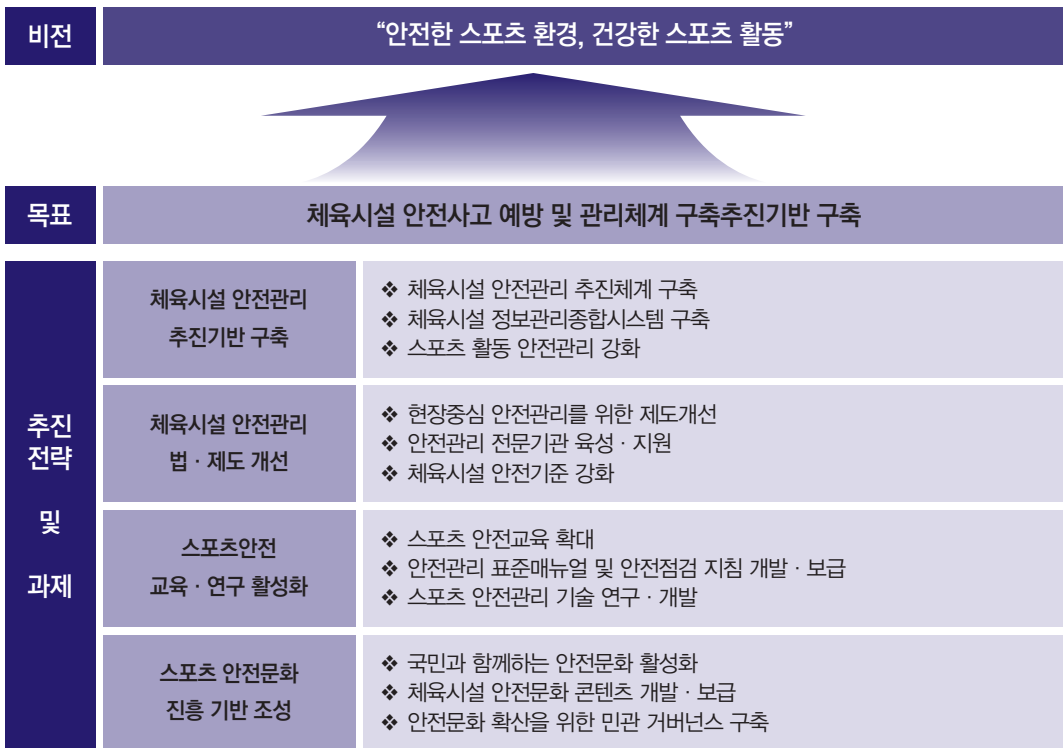 비전
“안전한 스포츠 환경, 건강한 스포츠 활동”
목표
체육시설 안전사고 예방 및 관리체계 구축추진기반 구축
추진
전략
및
과제
체육시설 안전관리
추진기반 구축
❖ 체육시설 안전관리 추진체계 구축
❖ 체육시설 정보관리종합시스템 구축
❖ 스포츠 활동 안전관리 강화
체육시설 안전관리
법 · 제도 개선
❖ 현장중심 안전관리를 위한 제도개선
❖ 안전관리 전문기관 육성 · 지원
❖ 체육시설 안전기준 강화
스포츠안전
교육 · 연구 활성화
❖ 스포츠 안전교육 확대
❖ 안전관리 표준매뉴얼 및 안전점검 지침 개발 · 보급
❖ 스포츠 안전관리 기술 연구 · 개발
스포츠 안전문화
진흥 기반 조성
❖ 국민과 함께하는 안전문화 활성화
❖ 체육시설 안전문화 콘텐츠 개발 · 보급
❖ 안전문화 확산을 위한 민관 거버넌스 구축